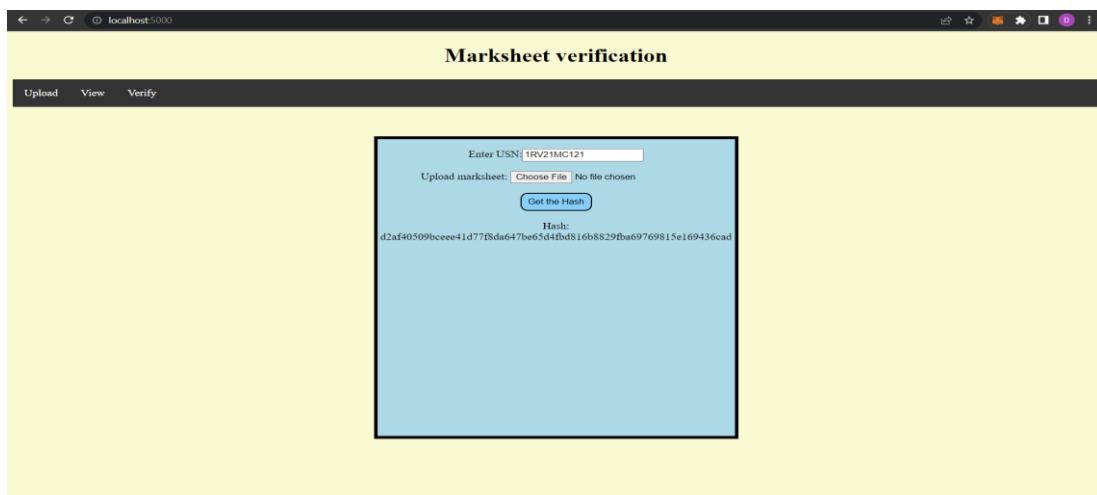 localhost:5000
D
Marksheet verification
Upload View Verify
Enter USN: 1RV21MC121
Upload marksheet: Choose File No file chosen
Get the Hash
Hash:
d2af40509bceee41d77f8da647be65d4fbd816b8829fba69769815e169436cad